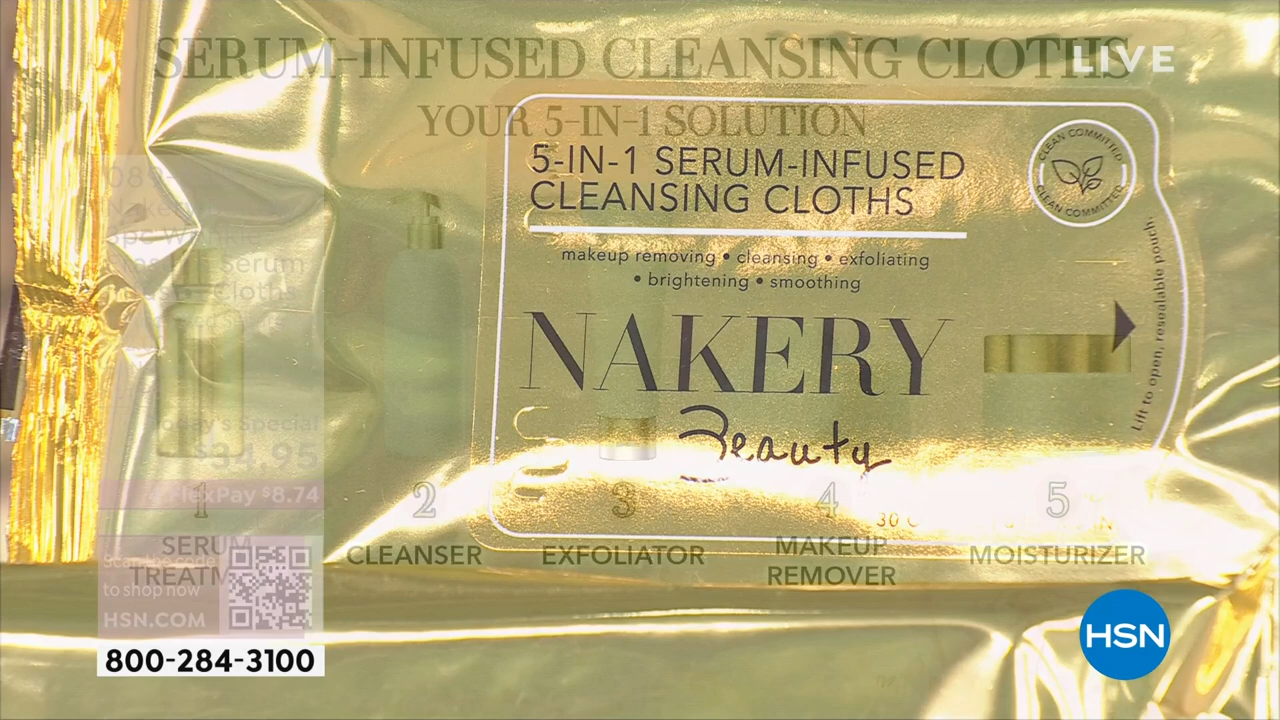 SERUM-INFUSED CLEANSING CLOTHS
LIVE
YOUR 5-IN-1 SOLUTION
5-IN-1 SERUM-INFUSED
CLEANSING CLOTHS
makeup removing • cleansing • exfoliating
• brightening • smoothing
NAKERY
Beauty
CLEAN COMMITTED
CLEAN COMMITTED
Lift to open, resealable pouch
Serum
Cloths
Today's Special
$34.95
FlexPay $8.74
1
2
3
4
5
30
SERUM
CLEANSER
EXFOLIATOR
MAKEUP
REMOVER
MOISTURIZER
to shop now
HSN.COM
800-284-3100
HSN